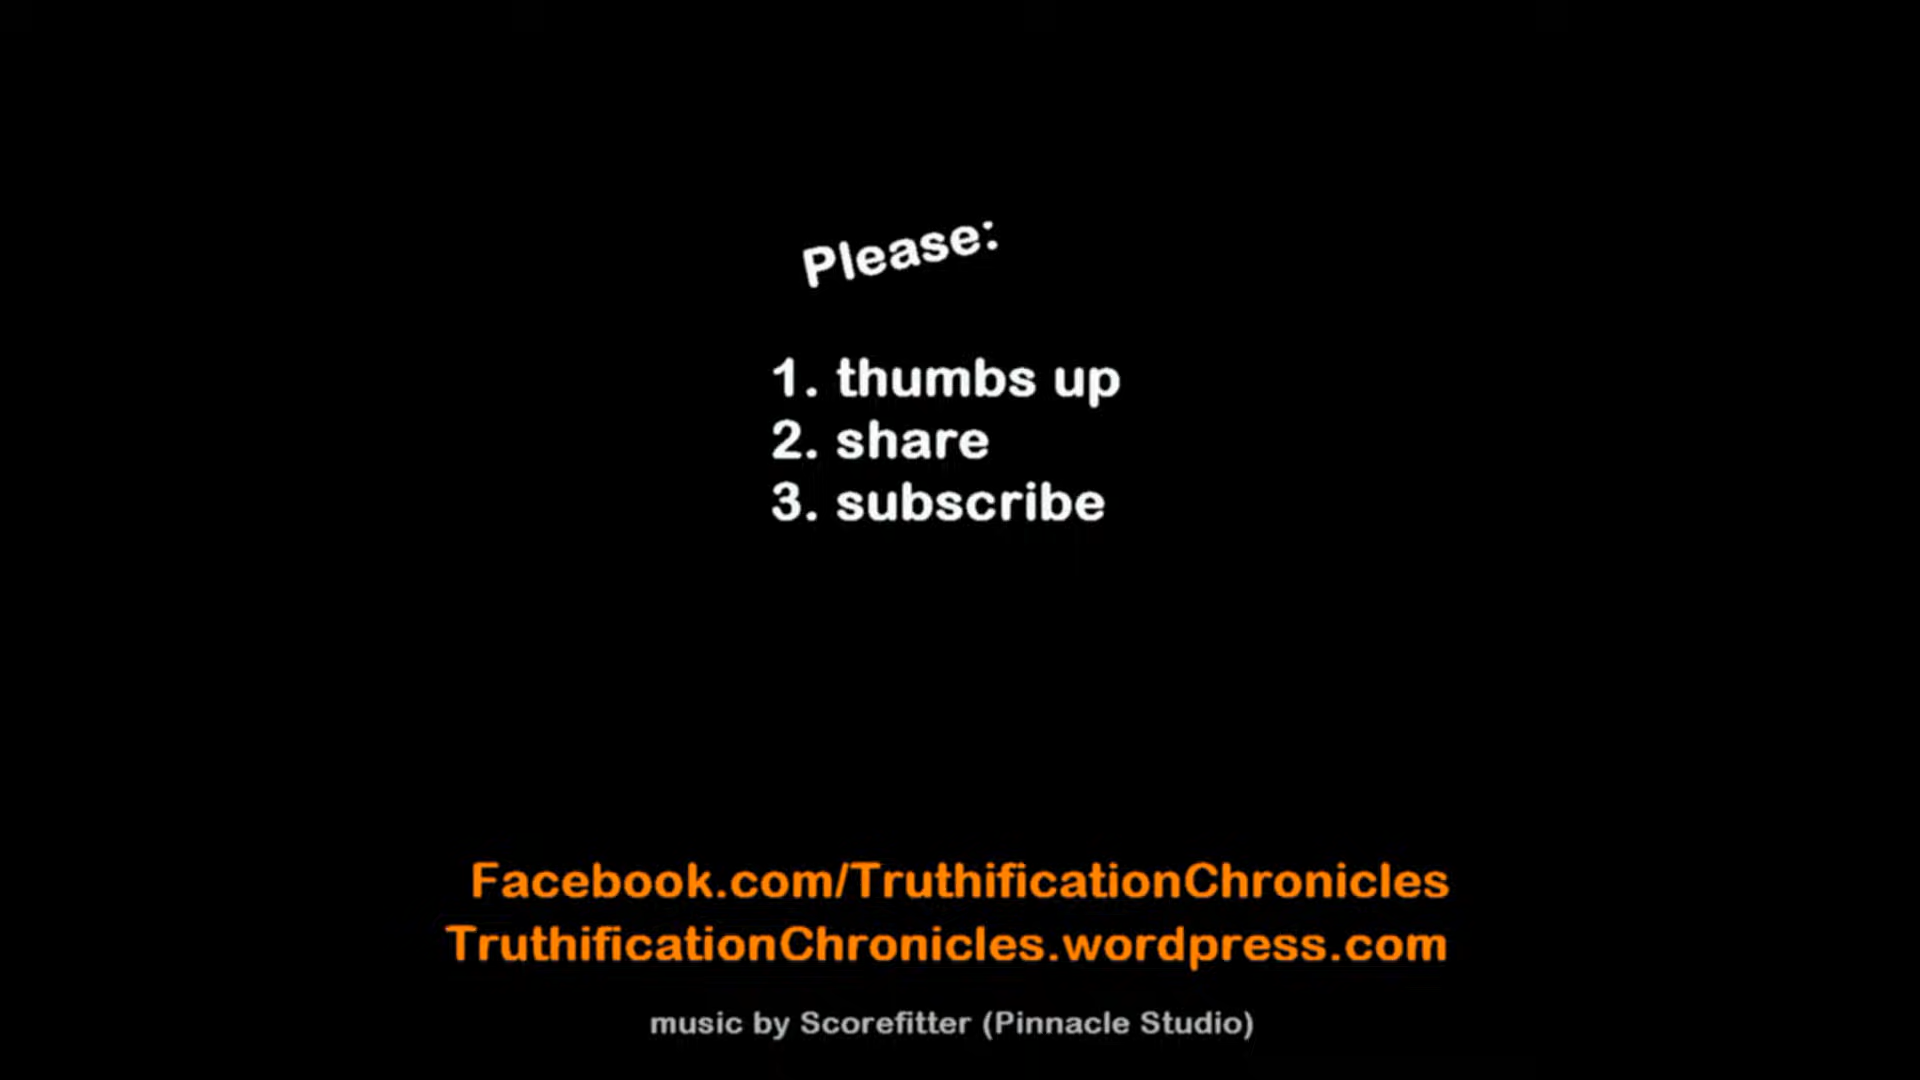 Please:
1. thumbs up
2. share
3. subscribe
Facebook.com/TruthificationChronicles
TruthificationChronicles.wordpress.com
music by Scorefitter (Pinnacle Studio)